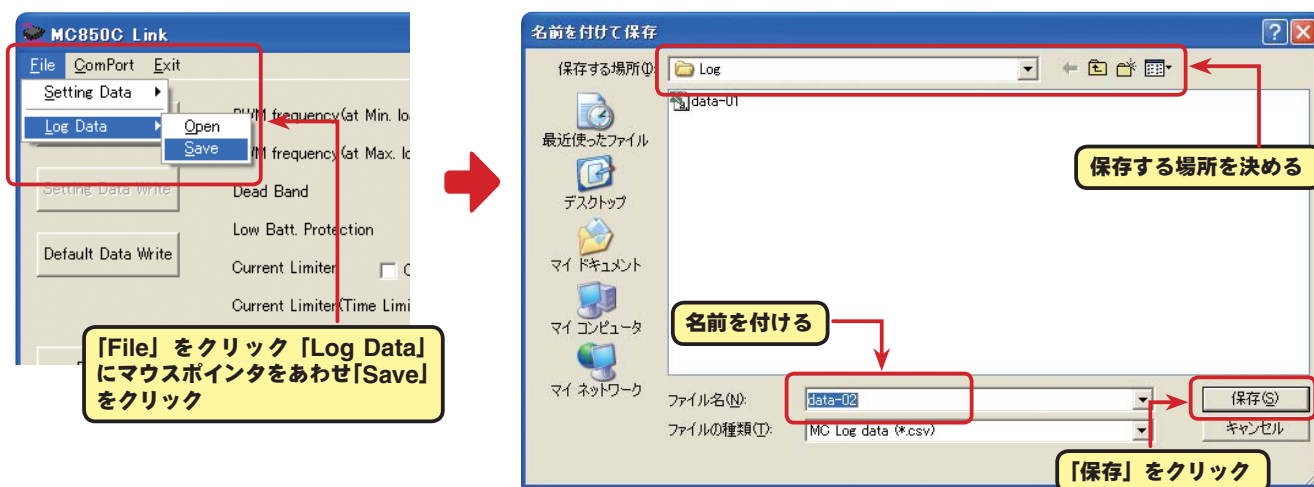 MC850C Link
File ComPort Exit
Setting Data
Log Data
Open
Save
PWM frequency(at Min. lo
WM frequency(at Max. lo
Setting Data Write
Dead Band
Low Batt. Protection
Default Data Write
Current Limiter
Current Limiter(Time Limi
「File」をクリック「Log Data」
にマウスポインタをあわせ「Save」
をクリック
名前を付けて保存
保存する場所(I):
Log
data-01
最近使ったファイル
デスクトップ
マイ ドキュメント
マイ コンピュータ
マイ ネットワーク
保存する場所を決める
名前を付ける
ファイル名(N):
data-02
保存(S)
ファイルの種類(T):
MC Log data (*.csv)
キャンセル
「保存」をクリック